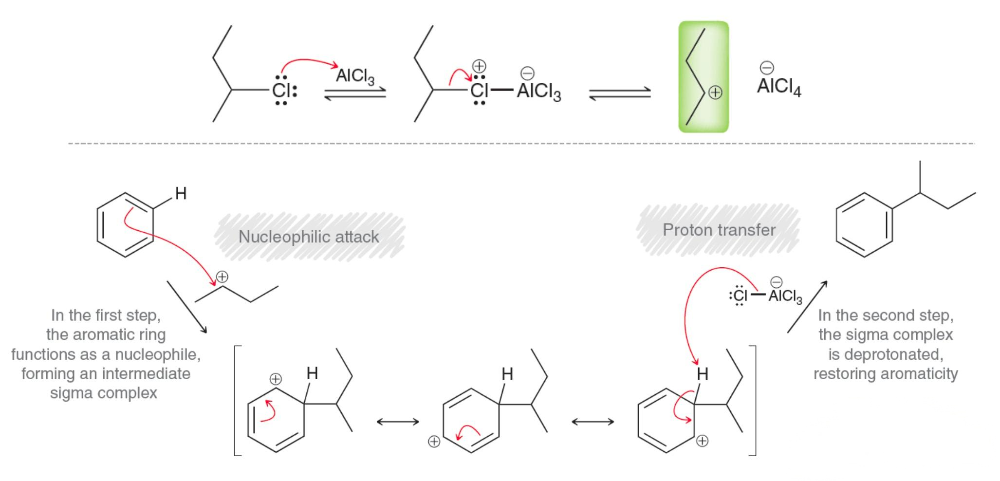 Cl:
AlCl3
⊕
Cl—AlCl3
⊖
⊕
⊖
AlCl4
H
Nucleophilic attack
Proton transfer
⊕
In the first step,
the aromatic ring
functions as a nucleophile,
forming an intermediate
sigma complex
⊖
:Cl—AlCl3
In the second step,
the sigma complex
is deprotonated,
restoring aromaticity
⊕
H
H
⊕
H
⊕